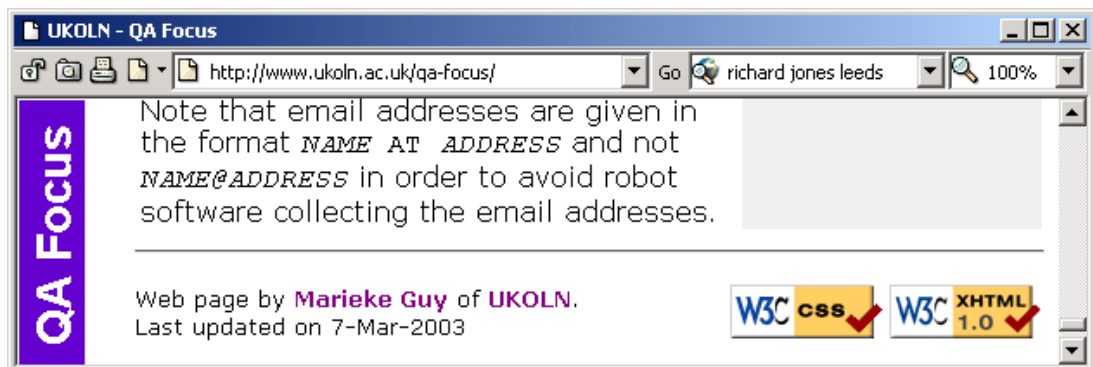 UKOLN - QA Focus
http://www.ukoln.ac.uk/qa-focus/ Go richard jones leeds 100%
QA Focus
Note that email addresses are given in
the format NAME AT ADDRESS and not
NAME@ADDRESS in order to avoid robot
software collecting the email addresses.
Web page by Marieke Guy of UKOLN.
Last updated on 7-Mar-2003
W3C css
W3C XHTML
1.0